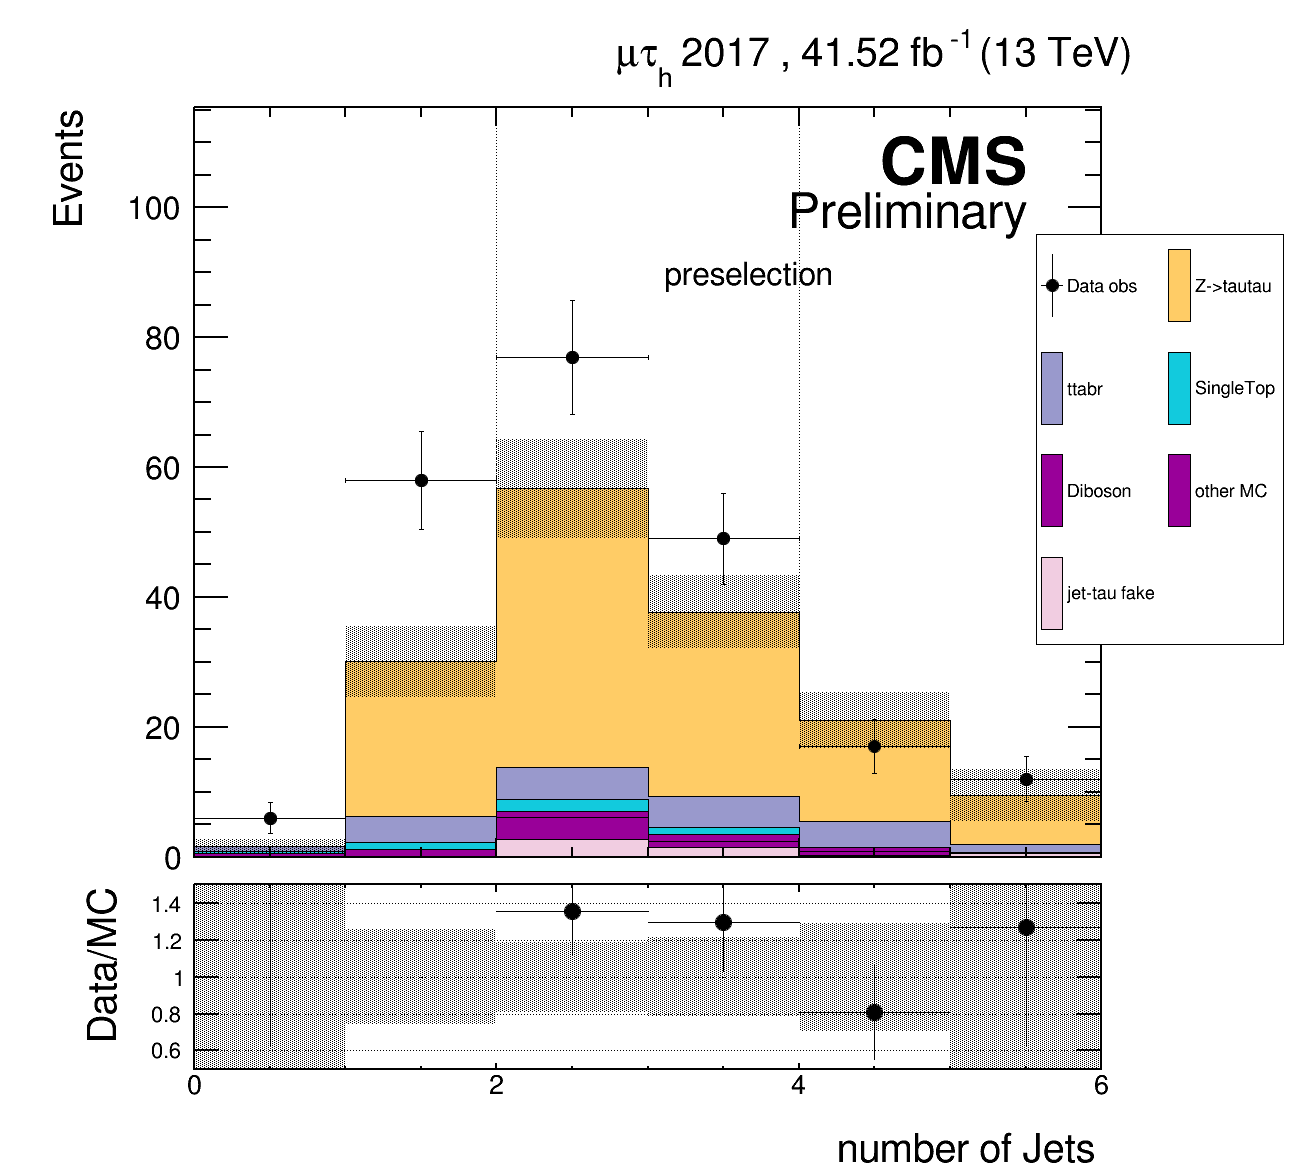 μτh 2017 , 41.52 fb-1 (13 TeV)
Events
100
80
60
40
20
0
CMS
Preliminary
preselection
Data obs
Z->tautau
ttabr
SingleTop
Diboson
other MC
jet-tau fake
Data/MC
1.4
1.2
1
0.8
0.6
0
2
4
6
number of Jets